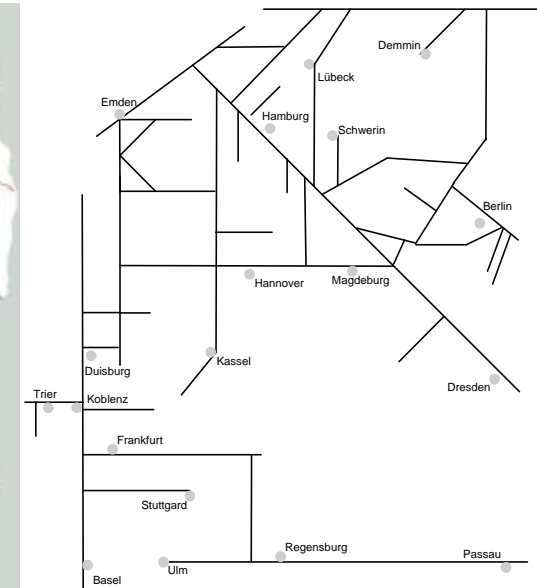 Demmin
Lübeck
Emden
Hamburg
Schwerin
Berlin
Hannover
Magdeburg
Kassel
Duisburg
Dresden
Trier
Koblenz
Frankfurt
Stuttgard
Regensburg
Passau
Ulm
Basel